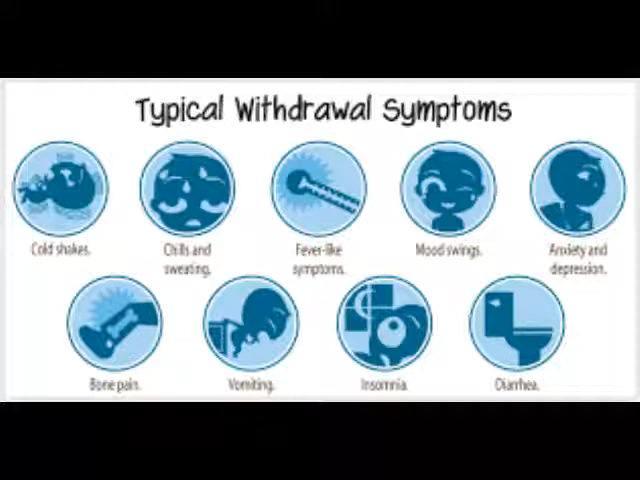 Typical Withdrawal Symptoms
Cold shakes.
Chills and
sweating.
Fever-like
symptoms.
Mood swings.
Anxiety and
depression.
Bone pain.
Vomiting.
Insomnia.
Diarrhea.